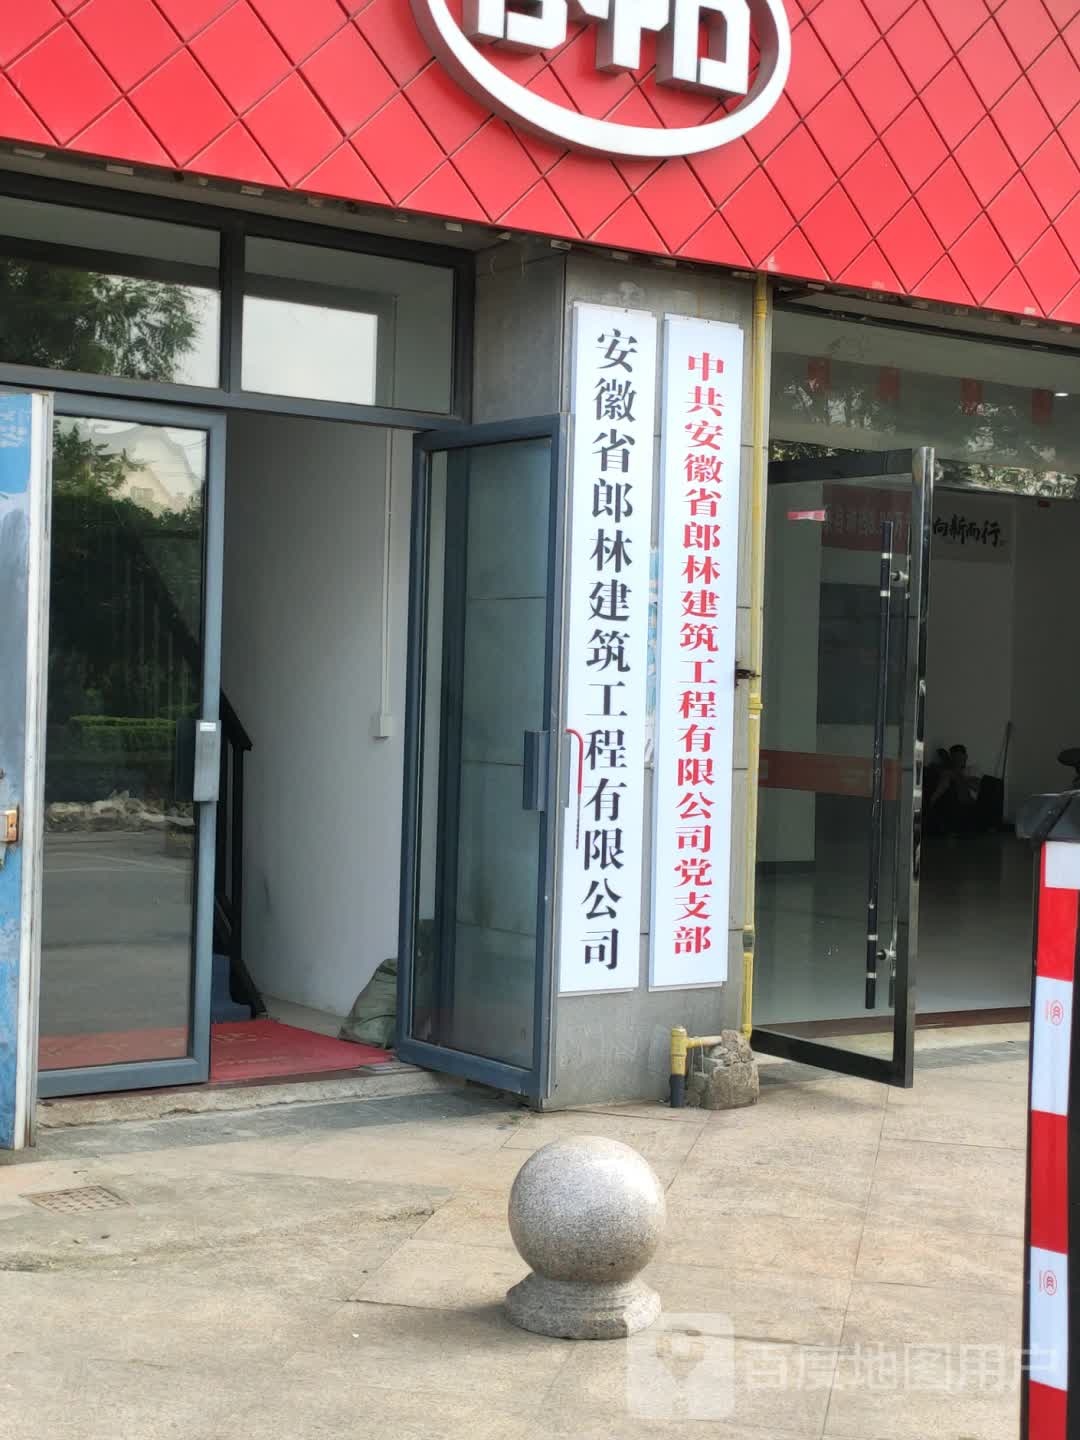 BYD
安徽省郎林建筑工程有限公司
中共安徽省郎林建筑工程有限公司党支部
向新而行
百度地图用户